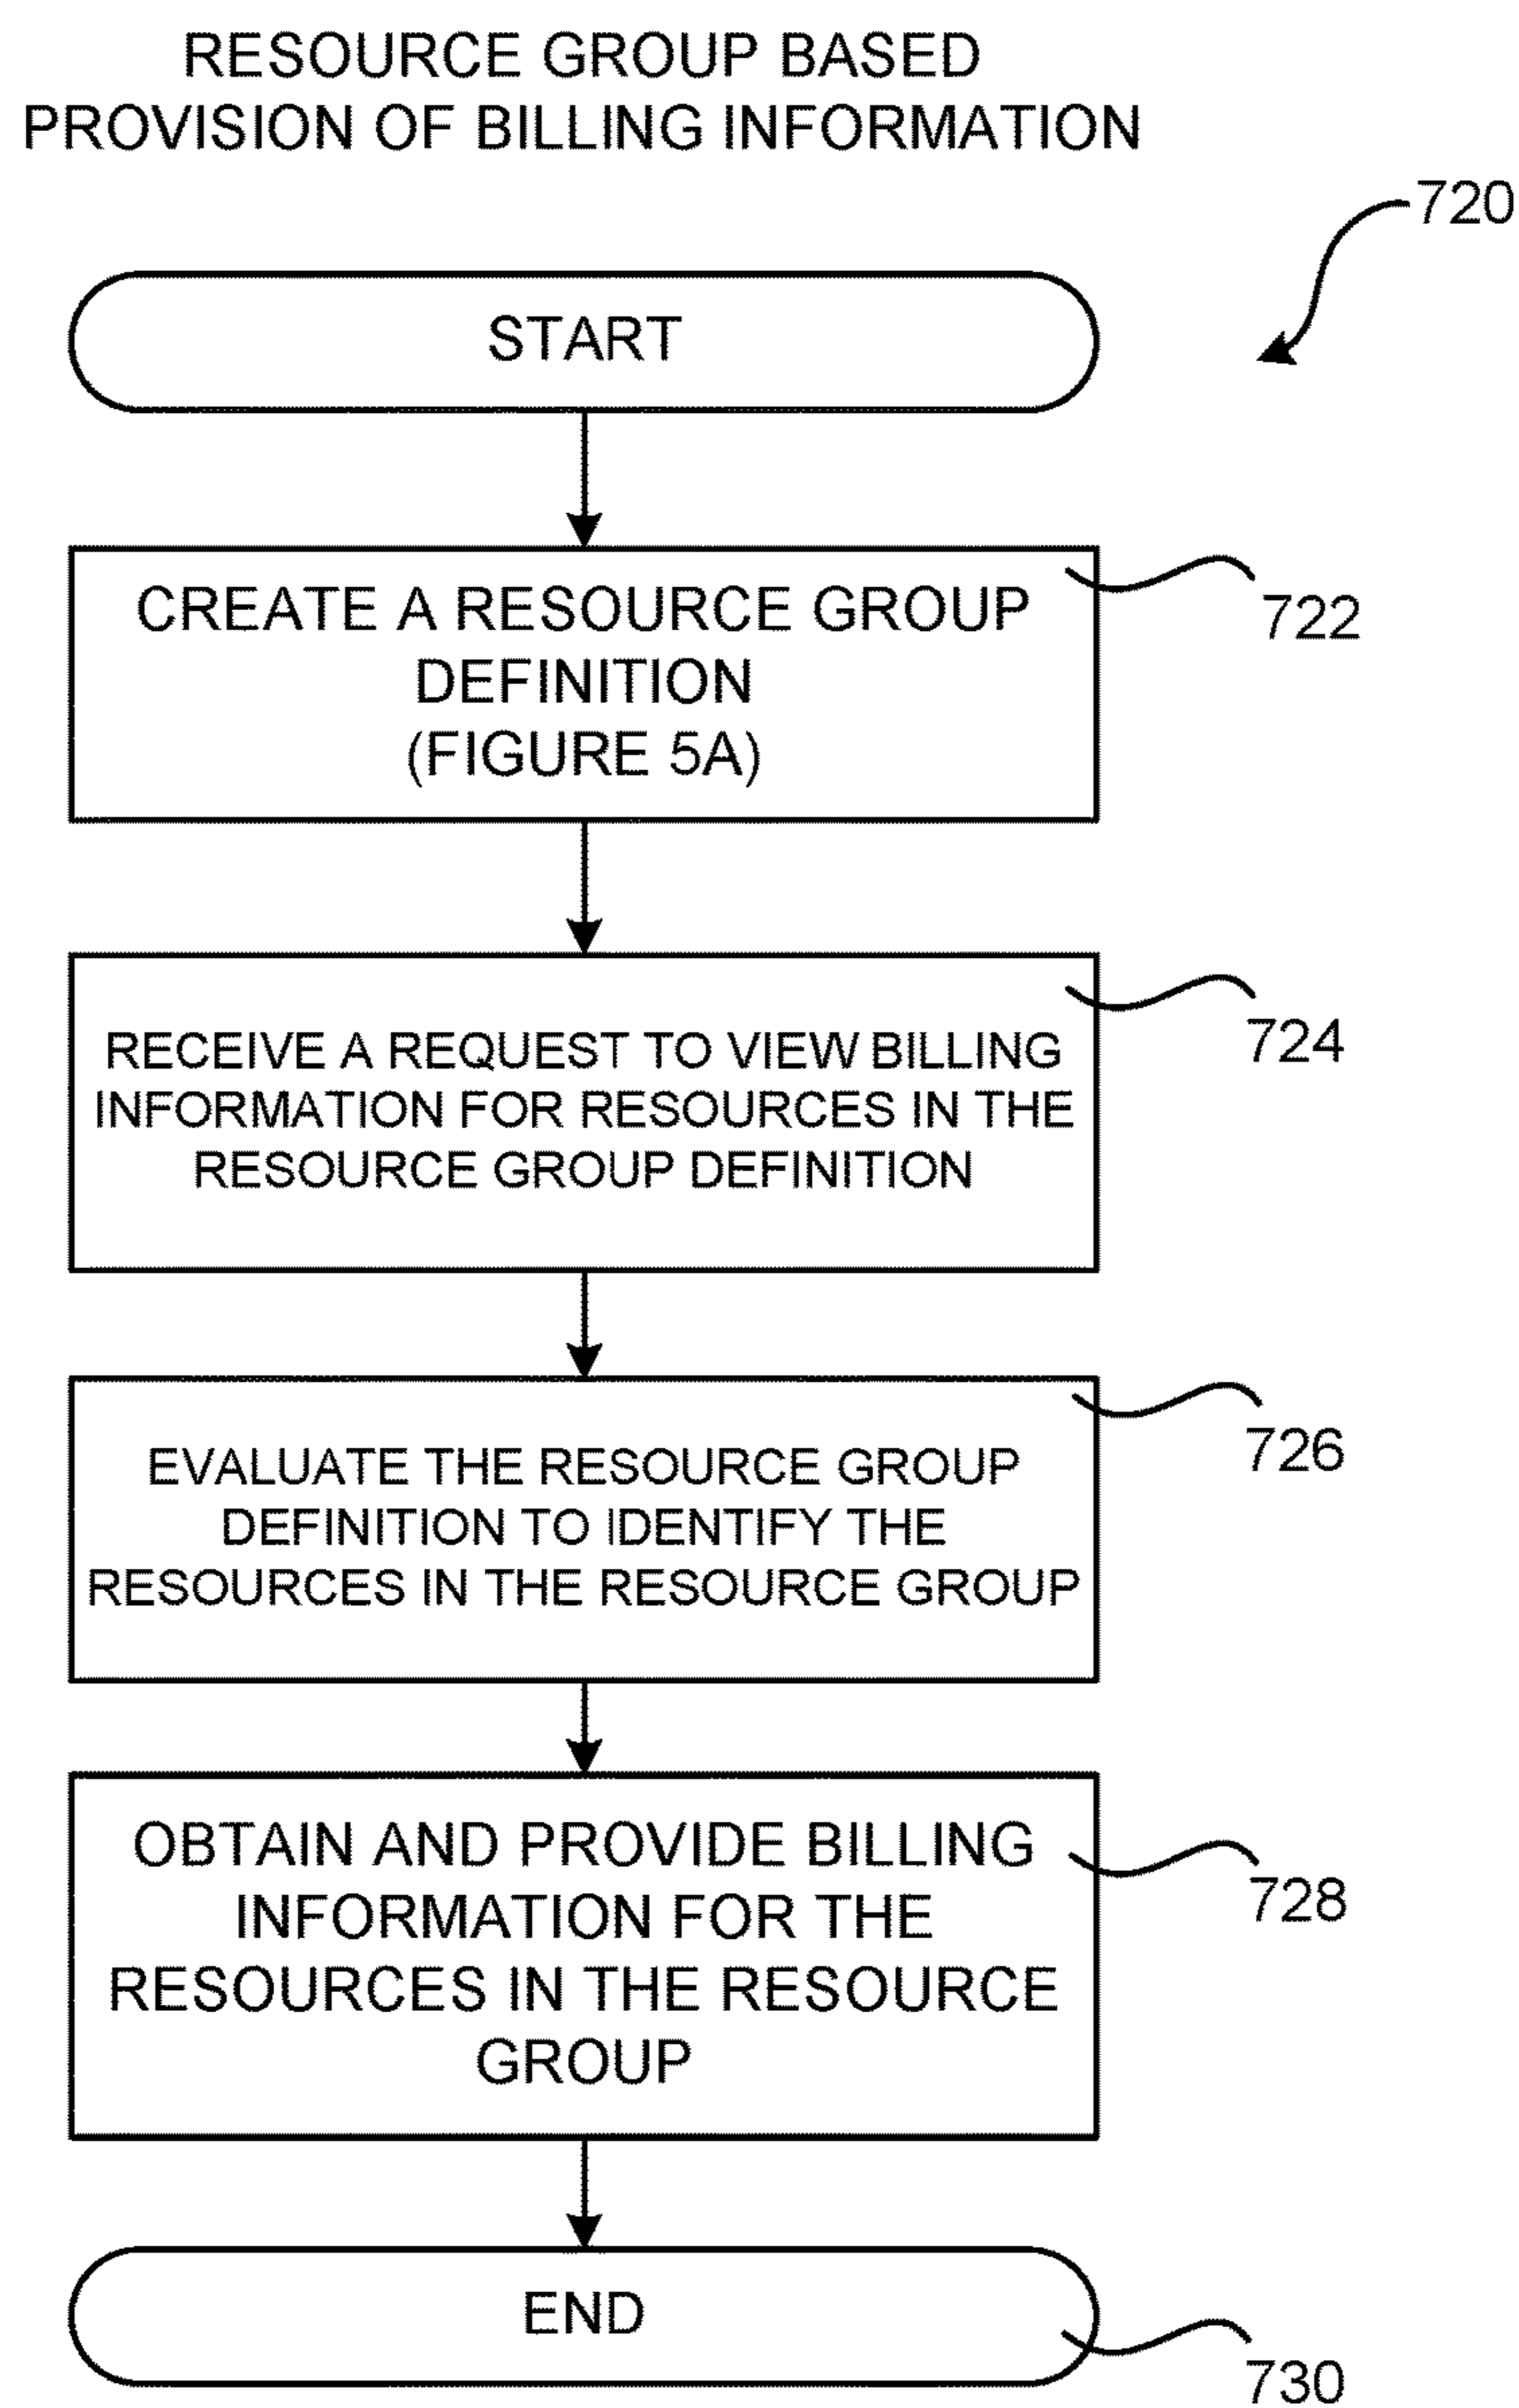 RESOURCE GROUP BASED
PROVISION OF BILLING INFORMATION
720
START
CREATE A RESOURCE GROUP
DEFINITION
(FIGURE 5A)
722
RECEIVE A REQUEST TO VIEW BILLING
INFORMATION FOR RESOURCES IN THE
RESOURCE GROUP DEFINITION
724
EVALUATE THE RESOURCE GROUP
DEFINITION TO IDENTIFY THE
RESOURCES IN THE RESOURCE GROUP
726
OBTAIN AND PROVIDE BILLING
INFORMATION FOR THE
RESOURCES IN THE RESOURCE
GROUP
728
END
730